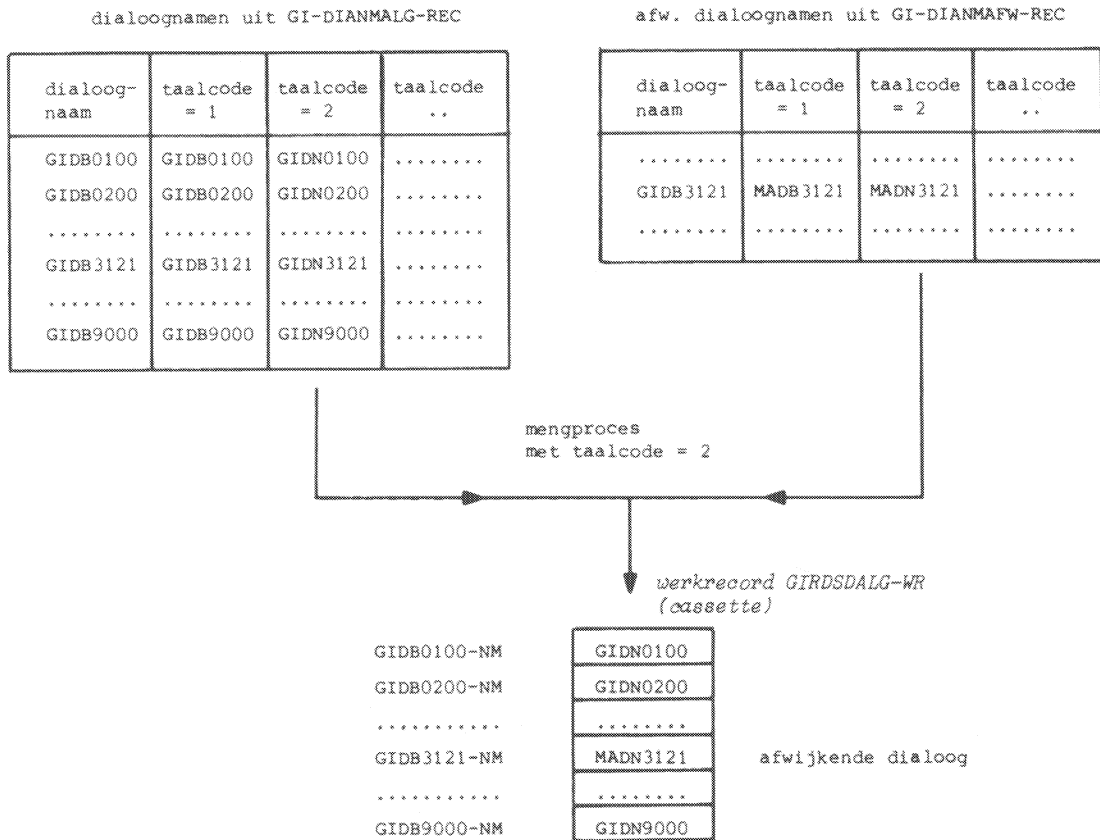 dialoognamen uit GI-DIANMALG-REC
dialoog-naam taalcode = 1 taalcode = 2 taalcode ..
GIDB0100 GIDB0100 GIDN0100 ........
GIDB0200 GIDB0200 GIDN0200 ........
........ ........ ........ ........
GIDB3121 GIDB3121 GIDN3121 ........
........ ........ ........ ........
GIDB9000 GIDB9000 GIDN9000 ........
afw. dialoognamen uit GI-DIANMAFW-REC
dialoog-naam taalcode = 1 taalcode = 2 taalcode ..
........ ........ ........ ........
GIDB3121 MADB3121 MADN3121 ........
........ ........ ........ ........
mengproces
met taalcode = 2
werkrecord GIRDSDALG-WR
(cassette)
GIDB0100-NM GIDN0100
GIDB0200-NM GIDN0200
........... ........
GIDB3121-NM MADN3121 afwijkende dialoog
........... ........
GIDB9000-NM GIDN9000